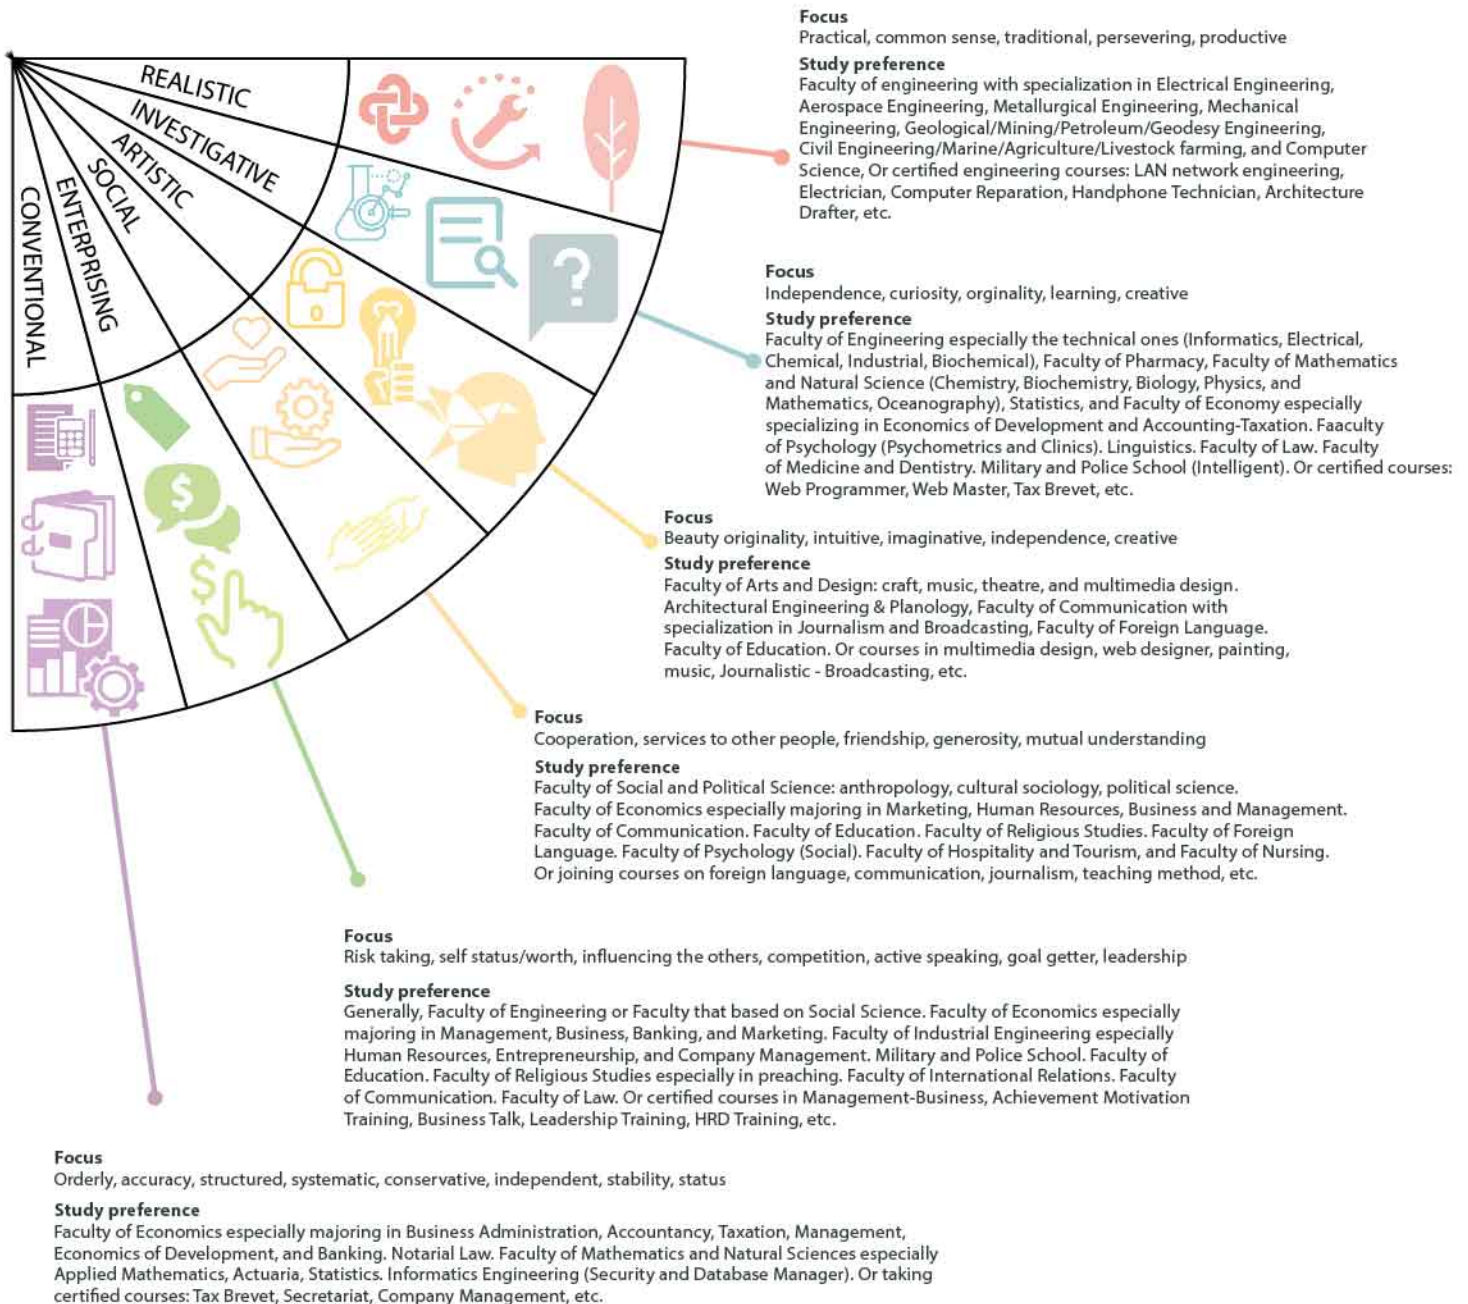 REALISTIC
INVESTIGATIVE
ARTISTIC
SOCIAL
ENTERPRISING
CONVENTIONAL
?
$
$
Focus
Practical, common sense, traditional, persevering, productive
Study preference
Faculty of engineering with specialization in Electrical Engineering,
Aerospace Engineering, Metallurgical Engineering, Mechanical
Engineering, Geological/Mining/Petroleum/Geodesy Engineering,
Civil Engineering/Marine/Agriculture/Livestock farming, and Computer
Science, Or certified engineering courses: LAN network engineering,
Electrician, Computer Reparation, Handphone Technician, Architecture
Drafter, etc.
Focus
Independence, curiosity, orginality, learning, creative
Study preference
Faculty of Engineering especially the technical ones (Informatics, Electrical,
Chemical, Industrial, Biochemical), Faculty of Pharmacy, Faculty of Mathematics
and Natural Science (Chemistry, Biochemistry, Biology, Physics, and
Mathematics, Oceanography), Statistics, and Faculty of Economy especially
specializing in Economics of Development and Accounting-Taxation. Faaculty
of Psychology (Psychometrics and Clinics). Linguistics. Faculty of Law. Faculty
of Medicine and Dentistry. Military and Police School (Intelligent). Or certified courses:
Web Programmer, Web Master, Tax Brevet, etc.
Focus
Beauty originality, intuitive, imaginative, independence, creative
Study preference
Faculty of Arts and Design: craft, music, theatre, and multimedia design.
Architectural Engineering & Planology, Faculty of Communication with
specialization in Journalism and Broadcasting, Faculty of Foreign Language.
Faculty of Education. Or courses in multimedia design, web designer, painting,
music, Journalistic - Broadcasting, etc.
Focus
Cooperation, services to other people, friendship, generosity, mutual understanding
Study preference
Faculty of Social and Political Science: anthropology, cultural sociology, political science.
Faculty of Economics especially majoring in Marketing, Human Resources, Business and Management.
Faculty of Communication. Faculty of Education. Faculty of Religious Studies. Faculty of Foreign
Language. Faculty of Psychology (Social). Faculty of Hospitality and Tourism, and Faculty of Nursing.
Or joining courses on foreign language, communication, journalism, teaching method, etc.
Focus
Risk taking, self status/worth, influencing the others, competition, active speaking, goal getter, leadership
Study preference
Generally, Faculty of Engineering or Faculty that based on Social Science. Faculty of Economics especially
majoring in Management, Business, Banking, and Marketing. Faculty of Industrial Engineering especially
Human Resources, Entrepreneurship, and Company Management. Military and Police School. Faculty of
Education. Faculty of Religious Studies especially in preaching. Faculty of International Relations. Faculty
of Communication. Faculty of Law. Or certified courses in Management-Business, Achievement Motivation
Training, Business Talk, Leadership Training, HRD Training, etc.
Focus
Orderly, accuracy, structured, systematic, conservative, independent, stability, status
Study preference
Faculty of Economics especially majoring in Business Administration, Accountancy, Taxation, Management,
Economics of Development, and Banking. Notarial Law. Faculty of Mathematics and Natural Sciences especially
Applied Mathematics, Actuaria, Statistics. Informatics Engineering (Security and Database Manager). Or taking
certified courses: Tax Brevet, Secretariat, Company Management, etc.